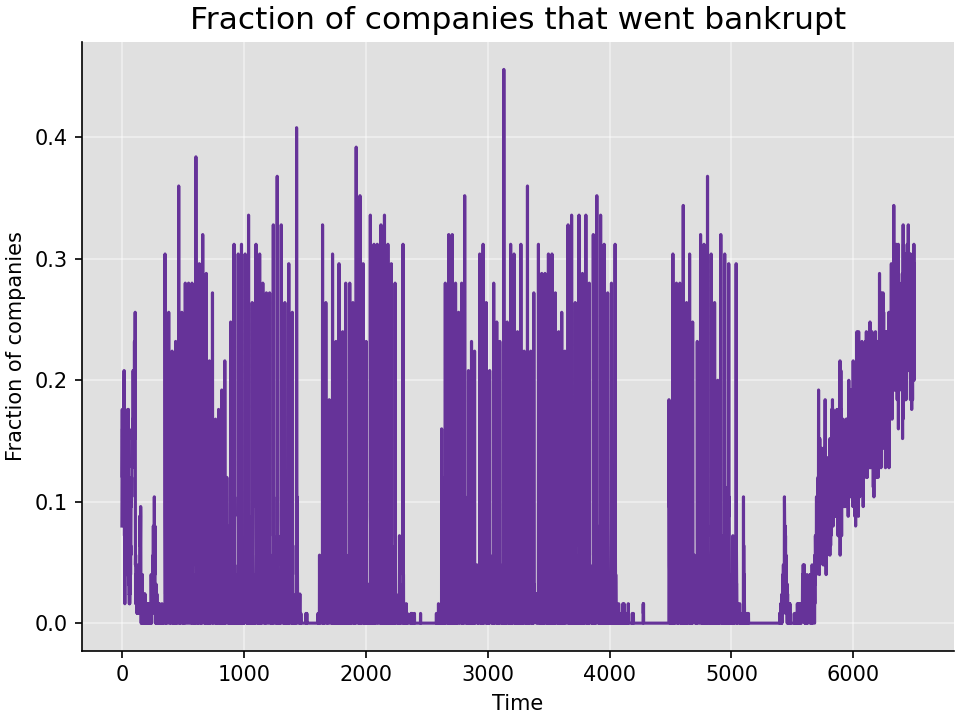 Fraction of companies that went bankrupt
Fraction of companies
0.4
0.3
0.2
0.1
0.0
0 1000 2000 3000 4000 5000 6000
Time